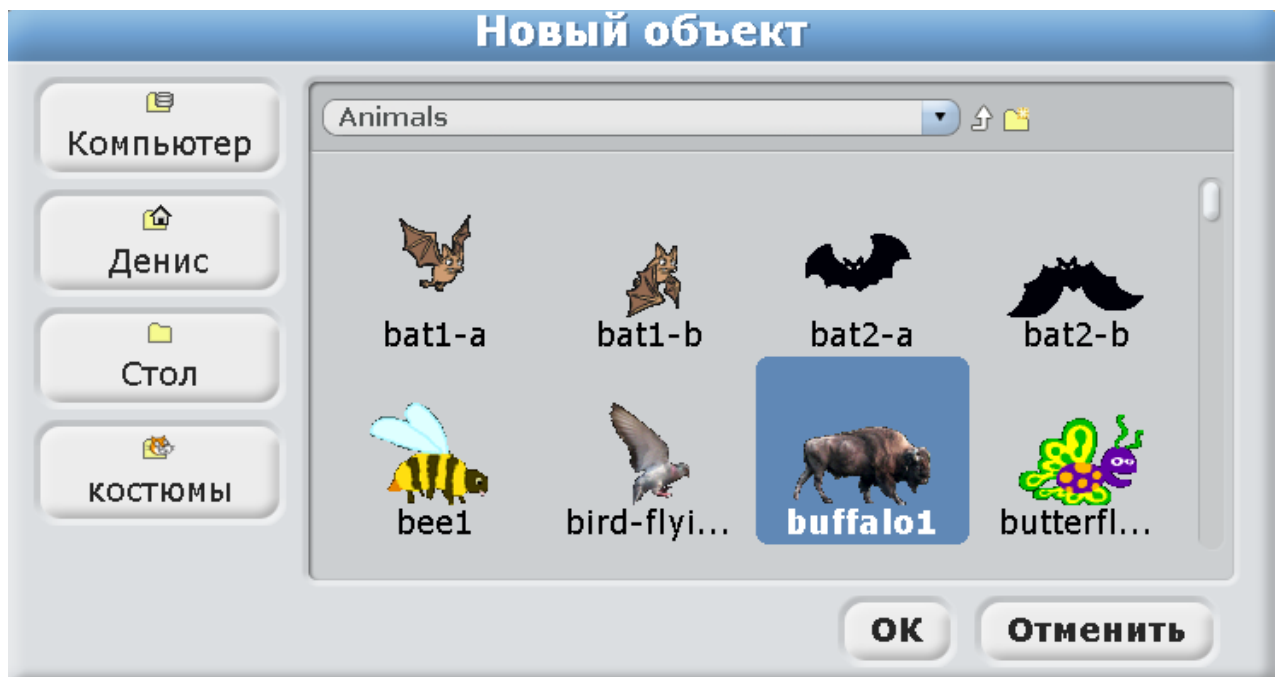 Новый объект
Компьютер
Денис
Стол
костюмы
Animals
bat1-a bat1-b bat2-a bat2-b
bee1 bird-flyi... buffalo1 butterfl...
OK Отменить